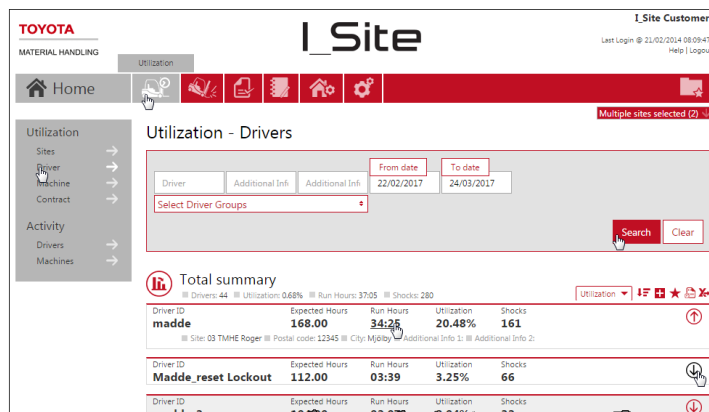 I_Site Customer
TOYOTA
MATERIAL HANDLING
I_Site
Last Login @ 21/02/2014 08:09:47
Help | Logou
Utilization
Home
Multiple sites selected (2)
Utilization
Sites
Driver
Machine
Contract
Activity
Drivers
Machines
Utilization - Drivers
From date
To date
Driver
Additional Inf
Additional Inf
22/02/2017
24/03/2017
Select Driver Groups
Search
Clear
Total summary
Drivers: 44 Utilization: 0.68% Run Hours: 37:05 Shocks: 280
Utilization
Driver ID Expected Hours Run Hours Utilization Shocks
madde 168.00 34:25 20.48% 161
Site: 03 TMHE Roger Postal code: 12345 City: Mjölby Additional Info 1: Additional Info 2:
Driver ID Expected Hours Run Hours Utilization Shocks
Madde_reset Lockout 112.00 03:39 3.25% 66
Driver ID Expected Hours Run Hours Utilization Shocks